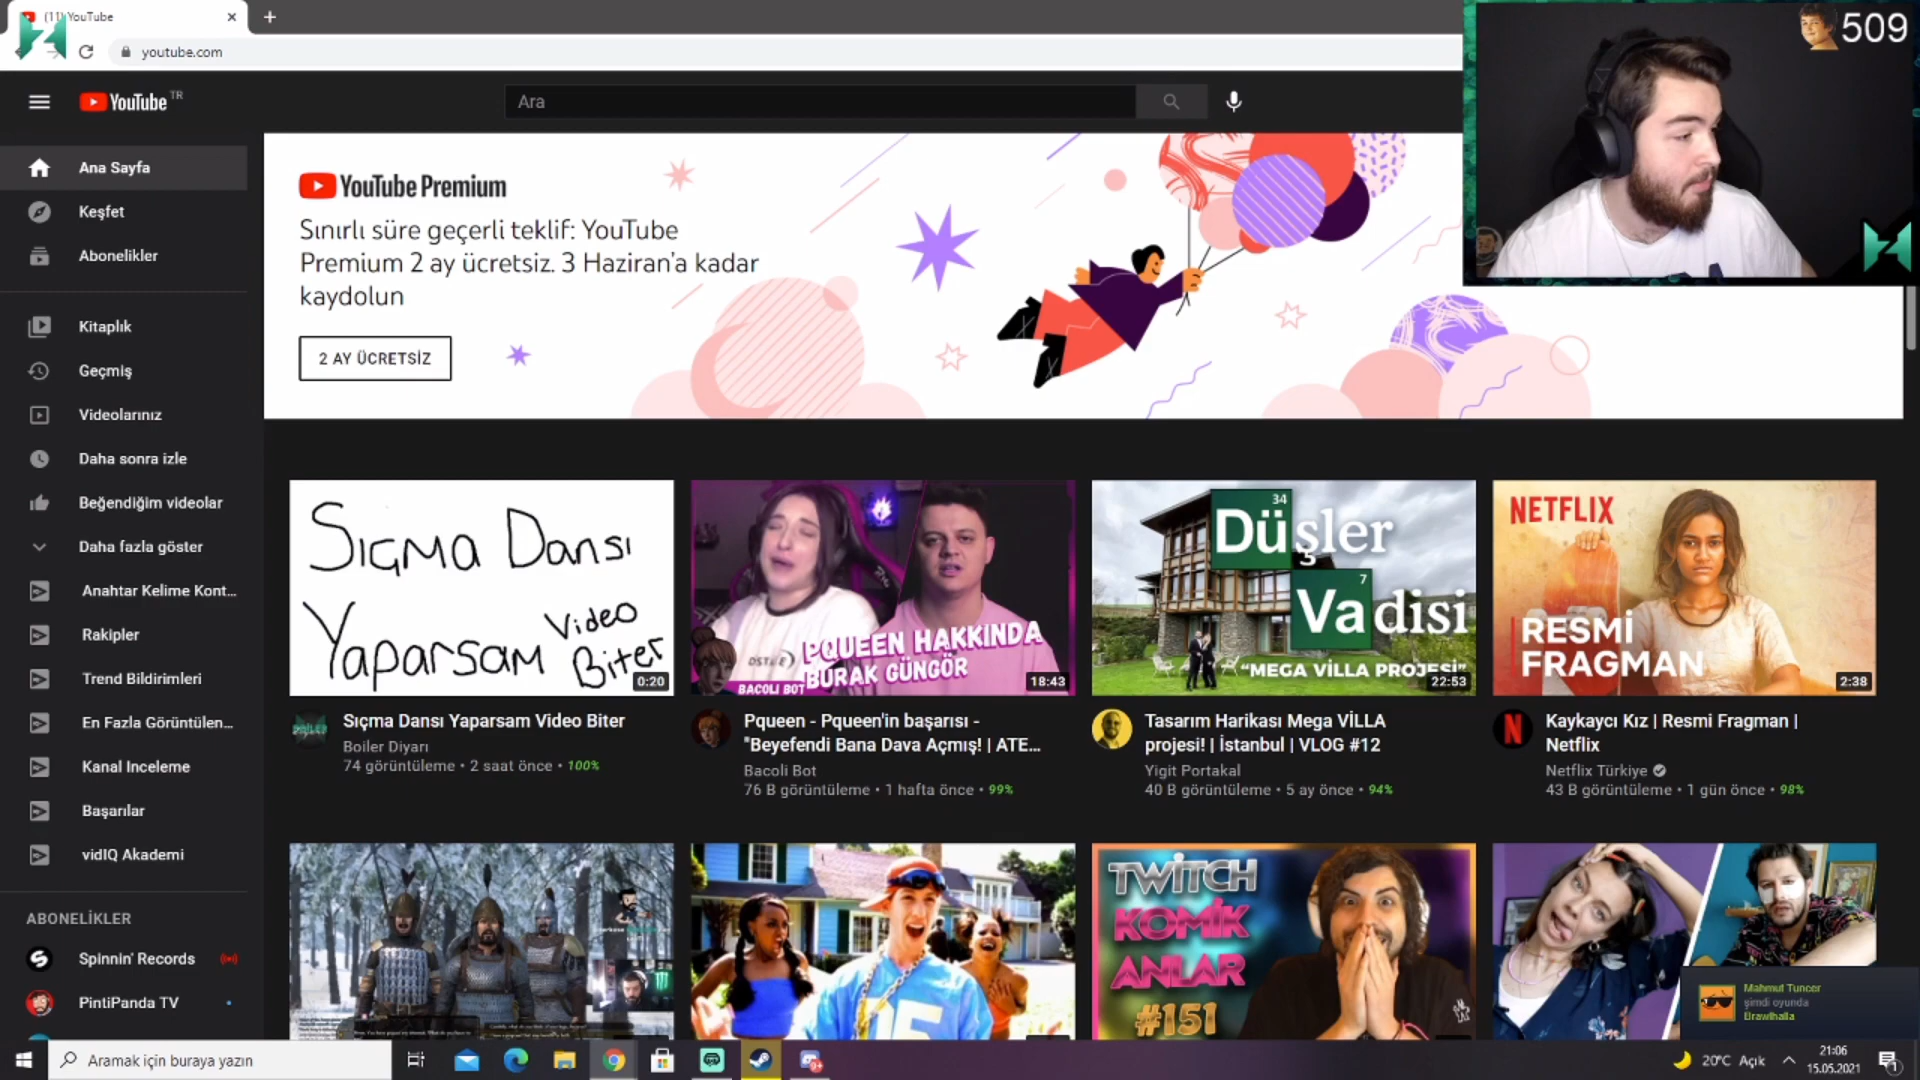 (11) YouTube
youtube.com
509
YouTube TR
Ara
Ana Sayfa
Keşfet
Abonelikler
Kitaplık
Geçmiş
Videolarınız
Daha sonra izle
Beğendiğim videolar
Daha fazla göster
Anahtar Kelime Kont...
Rakipler
Trend Bildirimleri
En Fazla Görüntülen...
Kanal Inceleme
Başarılar
vidIQ Akademi
ABONELİKLER
Spinnin' Records
PintiPanda TV
YouTube Premium
Sınırlı süre geçerli teklif: YouTube
Premium 2 ay ücretsiz. 3 Haziran'a kadar
kaydolun
2 AY ÜCRETSİZ
Sıçma Dansı
Yaparsam Video
Biter
0:20
Sıçma Dansı Yaparsam Video Biter
Boiler Diyarı
74 görüntüleme • 2 saat önce • 100%
PQUEEN HAKKINDA
BURAK GÜNGÖR
BACOLI BOT
18:43
Pqueen - Pqueen'in başarısı -
"Beyefendi Bana Dava Açmış! | ATE...
Bacoli Bot
76 B görüntüleme • 1 hafta önce • 99%
34
Düşler
7
Vadisi
"MEGA VİLLA PROJESİ"
22:53
Tasarım Harikası Mega VİLLA
projesi! | İstanbul | VLOG #12
Yigit Portakal
40 B görüntüleme • 5 ay önce • 94%
NETFLIX
RESMİ
FRAGMAN
2:38
Kaykaycı Kız | Resmi Fragman |
Netflix
Netflix Türkiye
43 B görüntüleme • 1 gün önce • 98%
TWİTCH
KOMİK
ANLAR
#151
Mahmut Tuncer
şimdi oyunda
Brawlhalla
Aramak için buraya yazın
20°C Açık
21:06
15.05.2021